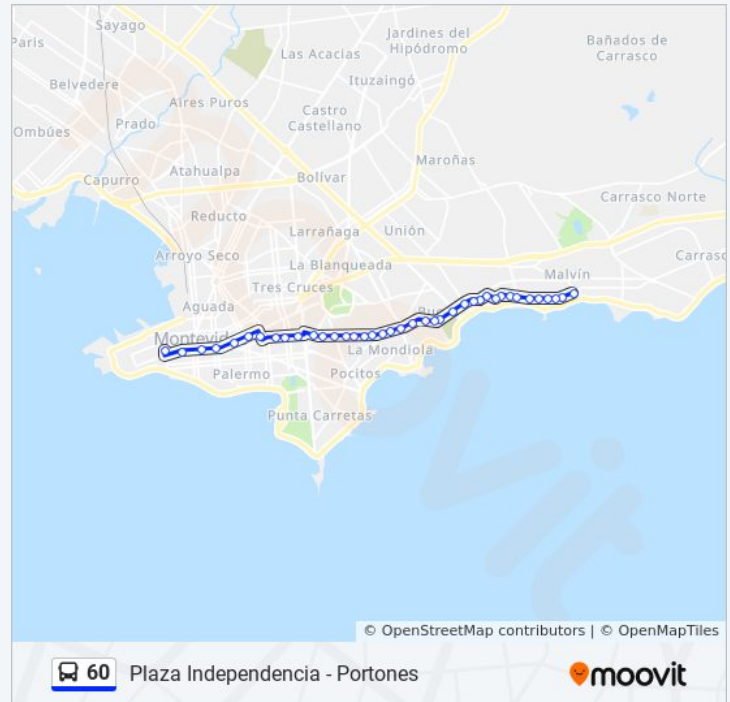 Sayago
Jardines del
Hipódromo
Bañados de
Carrasco
Paris
Las Acacias
Ituzaingó
Belvedere
Aires Puros
Castro
Castellano
Ombúes
Prado
Maroñas
Capurro
Atahualpa
Bolívar
Carrasco Norte
Reducto
Larrañaga
Unión
Arroyo Seco
La Blanqueada
Carrasc
Malvín
Tres Cruces
Aguada
Montevid
La Mondiola
Palermo
Pocitos
Punta Carretas
© OpenStreetMap contributors | © OpenMapTiles
60 Plaza Independencia - Portones
moovit